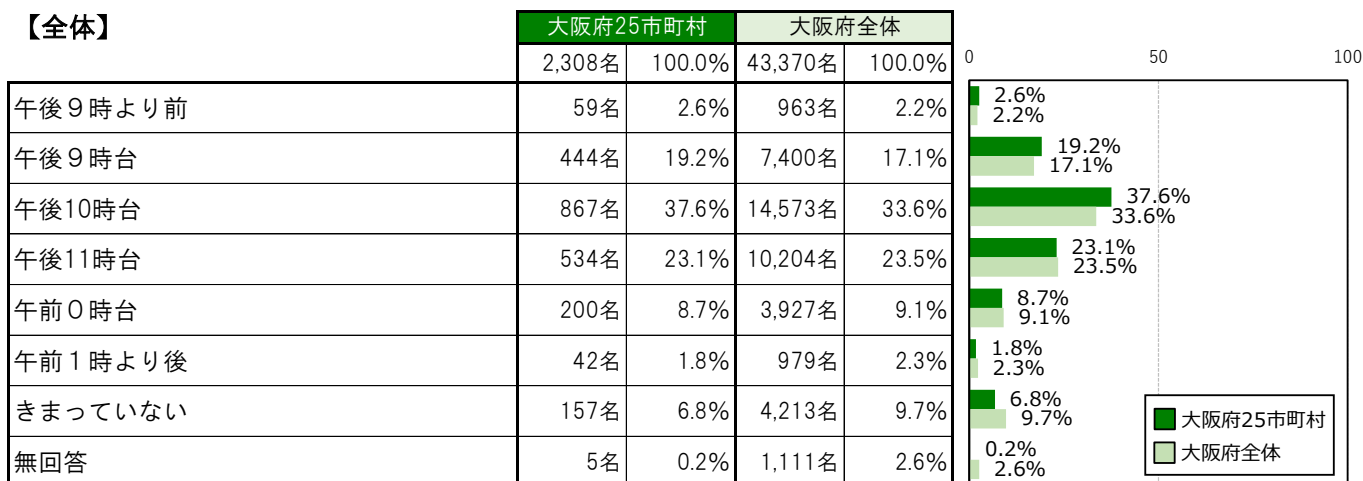 【全体】
大阪府25市町村 大阪府全体
2,308名 100.0% 43,370名 100.0% 0 50 100
午後９時より前 59名 2.6% 963名 2.2% 2.6%
2.2%
午後９時台 444名 19.2% 7,400名 17.1% 19.2%
17.1%
午後10時台 867名 37.6% 14,573名 33.6% 37.6%
33.6%
午後11時台 534名 23.1% 10,204名 23.5% 23.1%
23.5%
午前０時台 200名 8.7% 3,927名 9.1% 8.7%
9.1%
午前１時より後 42名 1.8% 979名 2.3% 1.8%
2.3%
きまっていない 157名 6.8% 4,213名 9.7% 6.8%
9.7%
無回答 5名 0.2% 1,111名 2.6% 0.2%
2.6%
大阪府25市町村
大阪府全体